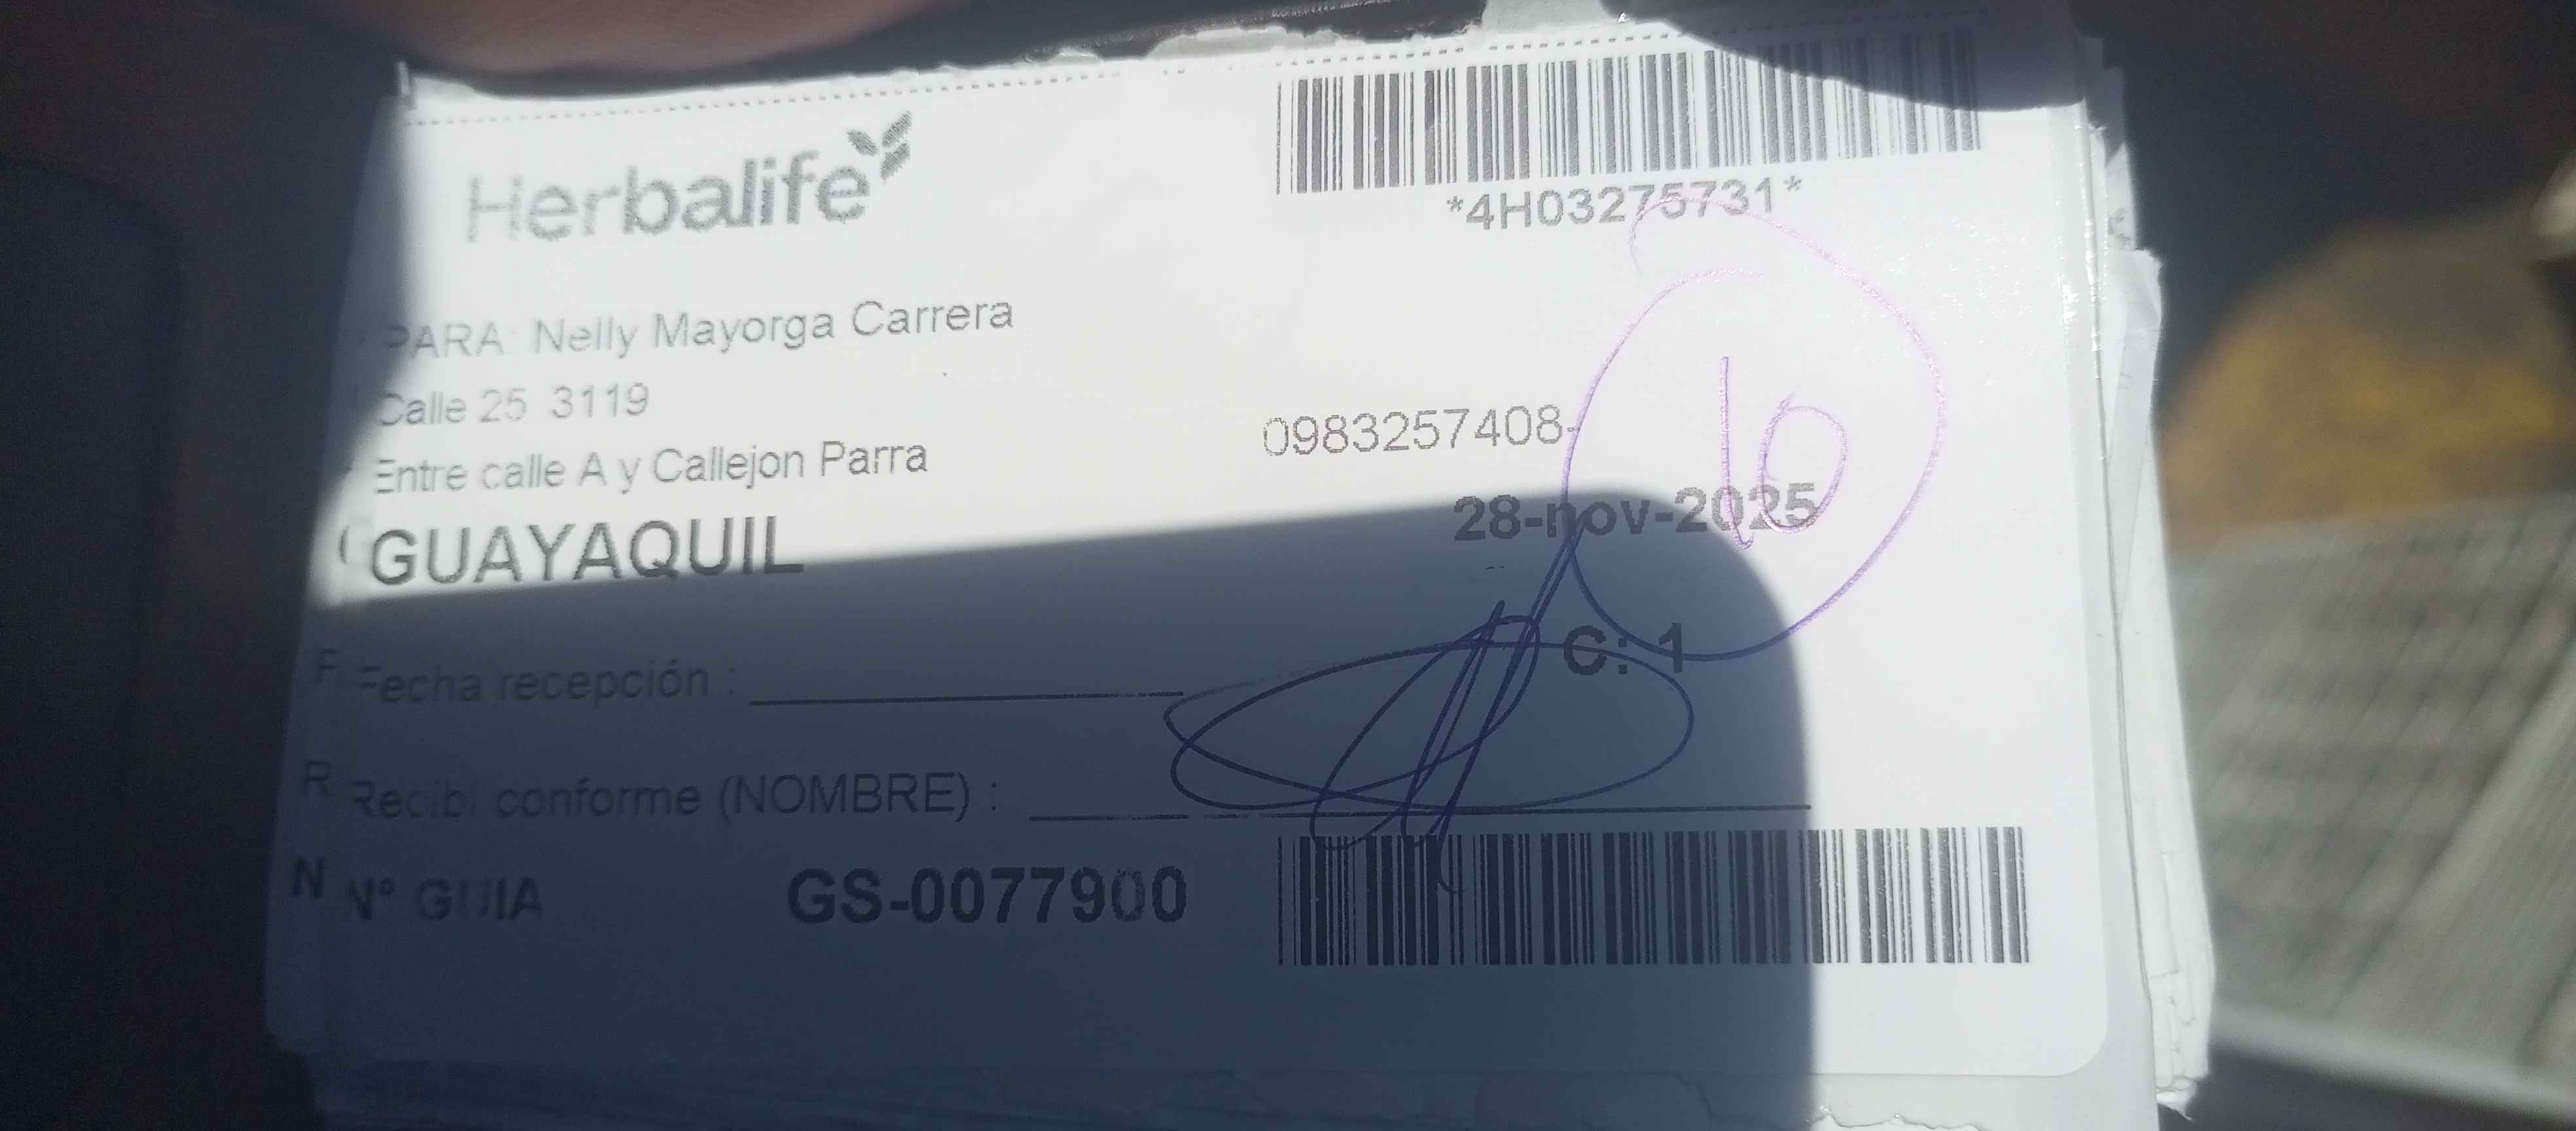 Herbalife
*4H03275731*
PARA: Nelly Mayorga Carrera
Calle 25 3119
Entre calle A y Callejon Parra
0983257408-
GUAYAQUIL
28-nov-2025
10
C: 1
Fecha recepción :
Recibi conforme (NOMBRE) :
N° GUIA GS-0077900